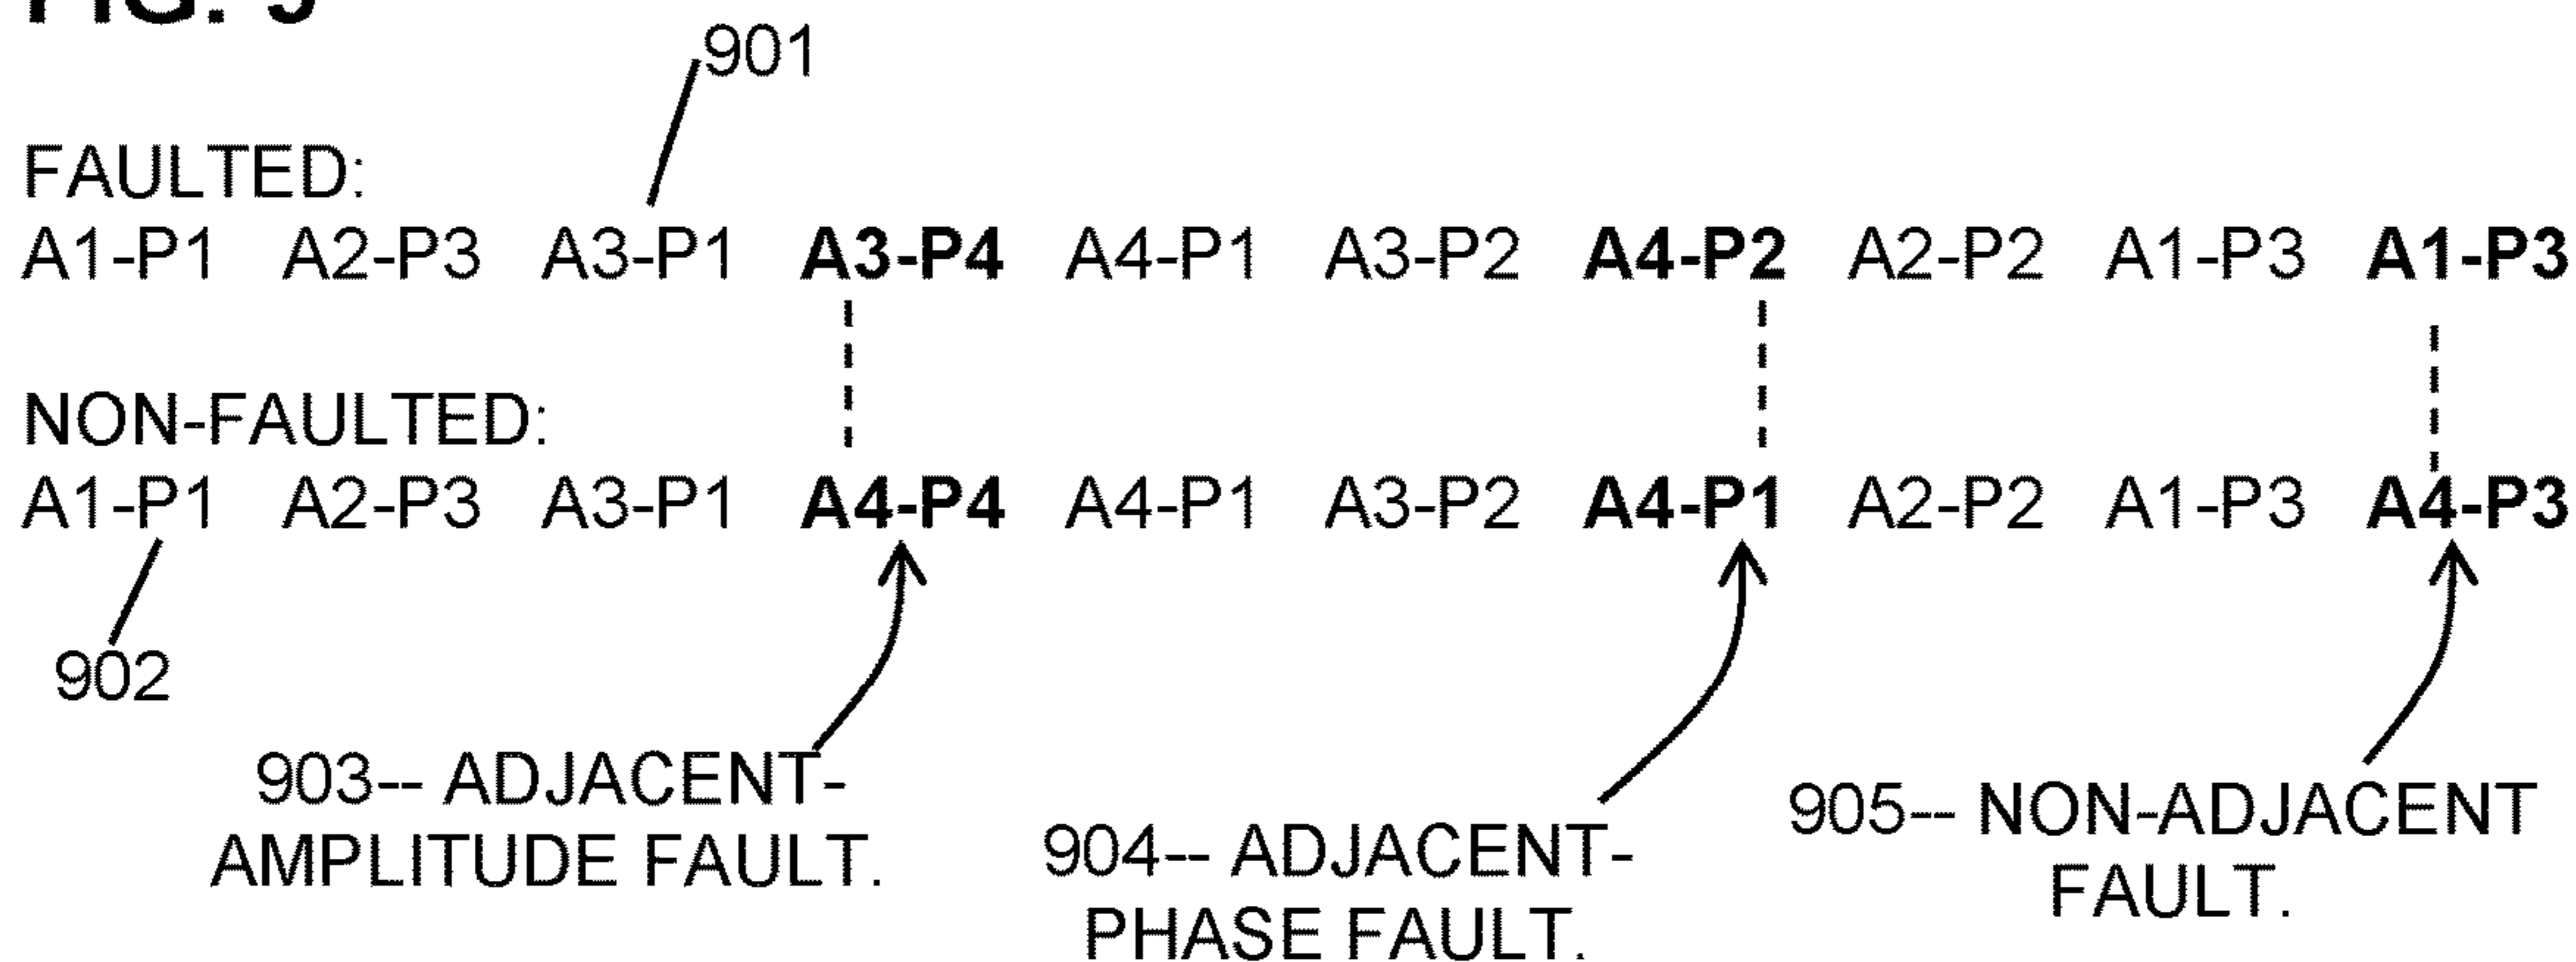 FIG. 9
901
FAULTED:
A1-P1 A2-P3 A3-P1 A3-P4 A4-P1 A3-P2 A4-P2 A2-P2 A1-P3 A1-P3
NON-FAULTED:
A1-P1 A2-P3 A3-P1 A4-P4 A4-P1 A3-P2 A4-P1 A2-P2 A1-P3 A4-P3
902
903-- ADJACENT-
AMPLITUDE FAULT.
904-- ADJACENT-
PHASE FAULT.
905-- NON-ADJACENT
FAULT.